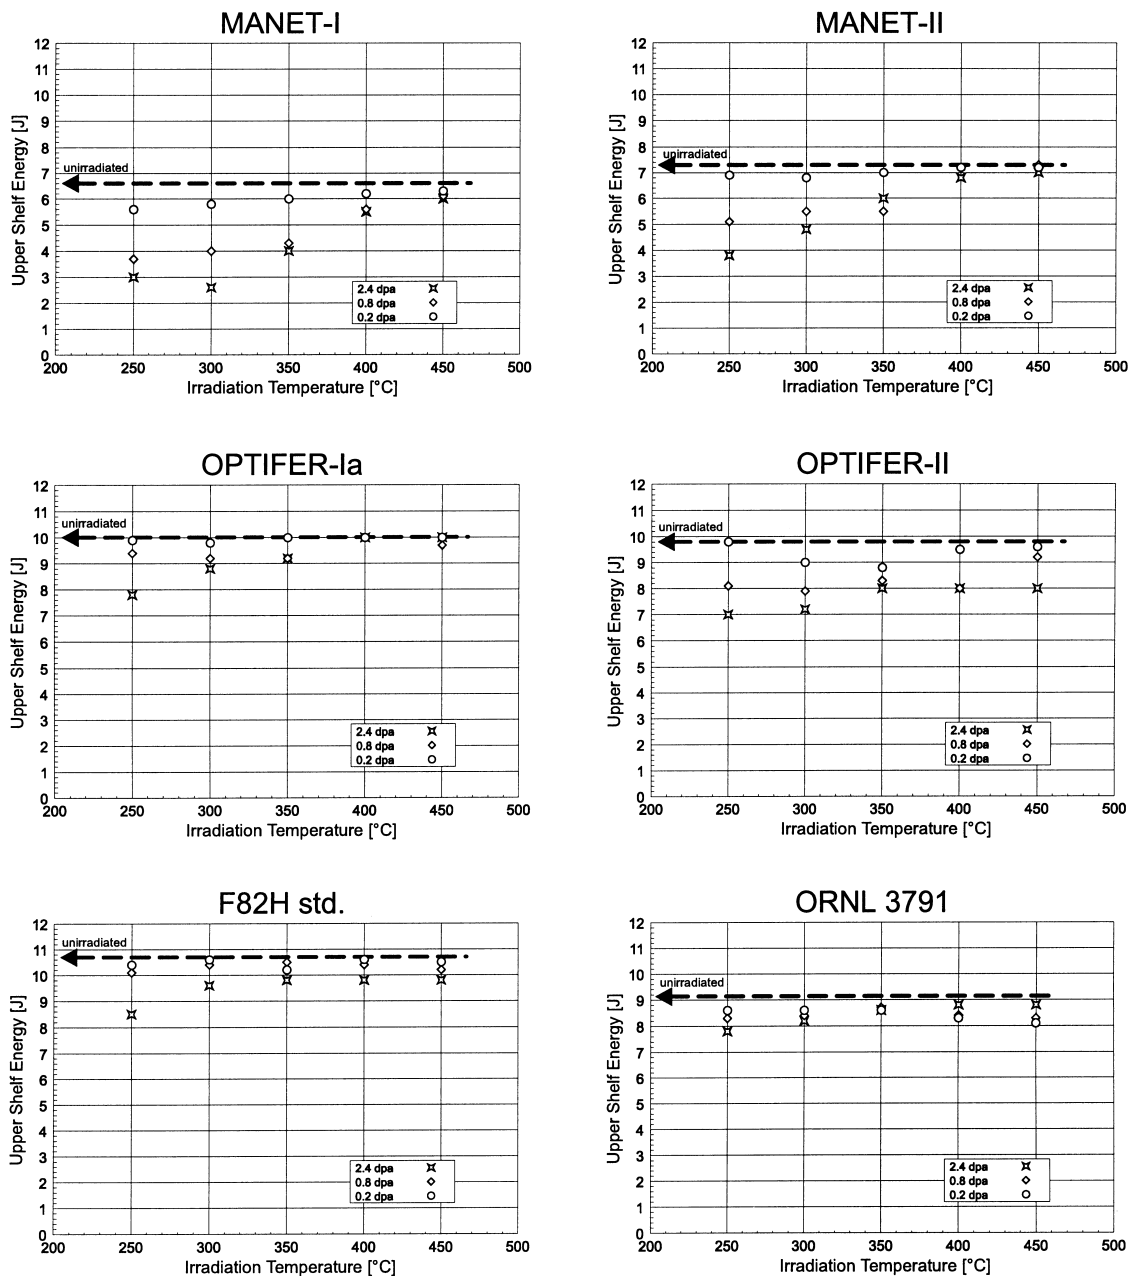 MANET-I
12
11
10
9
8
7
6
5
4
3
2
1
0
Upper Shelf Energy [J]
unirradiated
2.4 dpa
0.8 dpa
0.2 dpa
200 250 300 350 400 450 500
Irradiation Temperature [°C]
MANET-II
12
11
10
9
8
7
6
5
4
3
2
1
0
Upper Shelf Energy [J]
unirradiated
2.4 dpa
0.8 dpa
0.2 dpa
200 250 300 350 400 450 500
Irradiation Temperature [°C]
OPTIFER-Ia
12
11
10
9
8
7
6
5
4
3
2
1
0
Upper Shelf Energy [J]
unirradiated
2.4 dpa
0.8 dpa
0.2 dpa
200 250 300 350 400 450 500
Irradiation Temperature [°C]
OPTIFER-II
12
11
10
9
8
7
6
5
4
3
2
1
0
Upper Shelf Energy [J]
unirradiated
2.4 dpa
0.8 dpa
0.2 dpa
200 250 300 350 400 450 500
Irradiation Temperature [°C]
F82H std.
12
11
10
9
8
7
6
5
4
3
2
1
0
Upper Shelf Energy [J]
unirradiated
2.4 dpa
0.8 dpa
0.2 dpa
200 250 300 350 400 450 500
Irradiation Temperature [°C]
ORNL 3791
12
11
10
9
8
7
6
5
4
3
2
1
0
Upper Shelf Energy [J]
unirradiated
2.4 dpa
0.8 dpa
0.2 dpa
200 250 300 350 400 450 500
Irradiation Temperature [°C]